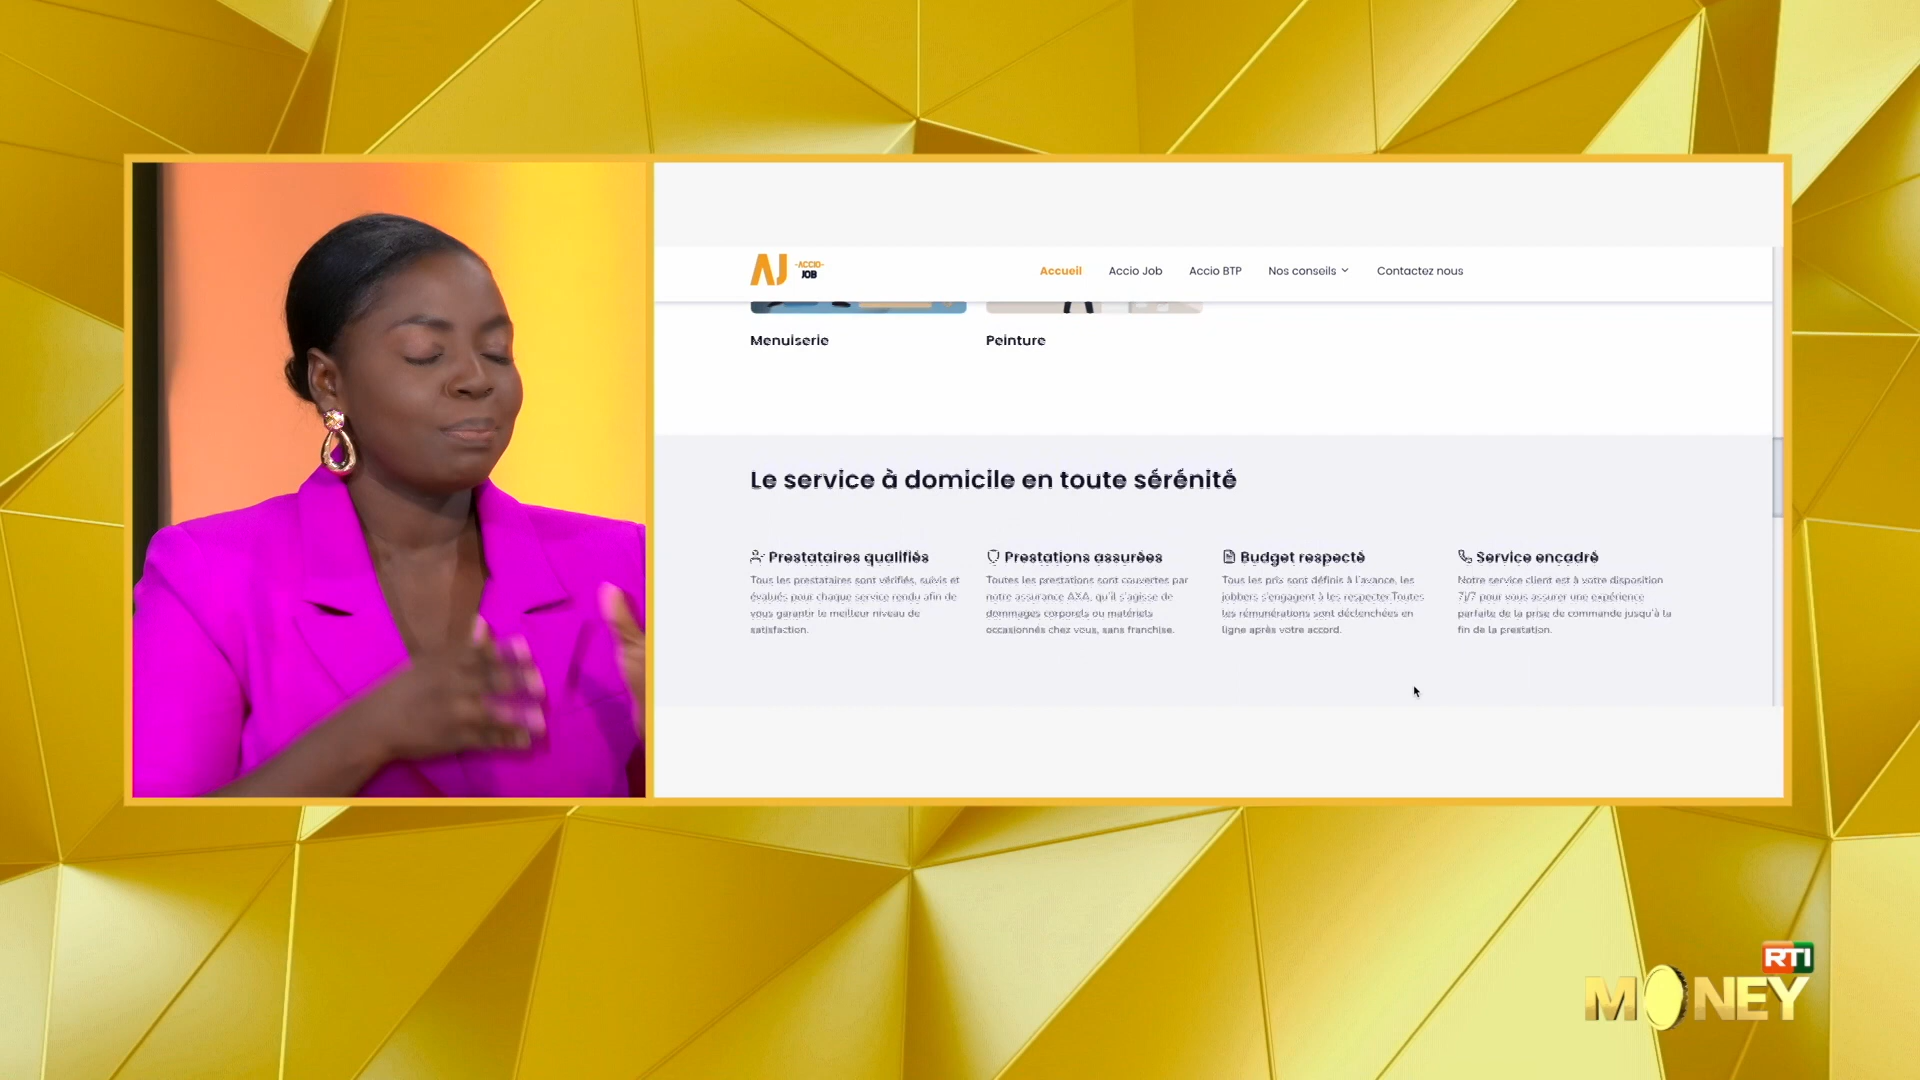 AJ -ACCIO- JOB
Accueil Accio Job Accio BTP Nos conseils Contactez nous
Menuiserie Peinture
Le service à domicile en toute sérénité
Prestataires qualifiés
Tous les prestataires sont vérifiés, suivis et
évalués pour chaque service rendu afin de
vous garantir le meilleur niveau de
satisfaction.
Prestations assurées
Toutes les prestations sont couvertes par
notre assurance AXA, qu'il s'agisse de
dommages corporels ou matériels
occasionnés chez vous, sans franchise.
Budget respecté
Tous les prix sont définis à l'avance, les
jobbers s'engagent à les respecter.Toutes
les rémunérations sont déclenchées en
ligne après votre accord.
Service encadré
Notre service client est à votre disposition
7j/7 pour vous assurer une expérience
parfaite de la prise de commande jusqu'à la
fin de la prestation.
RTI
MONEY